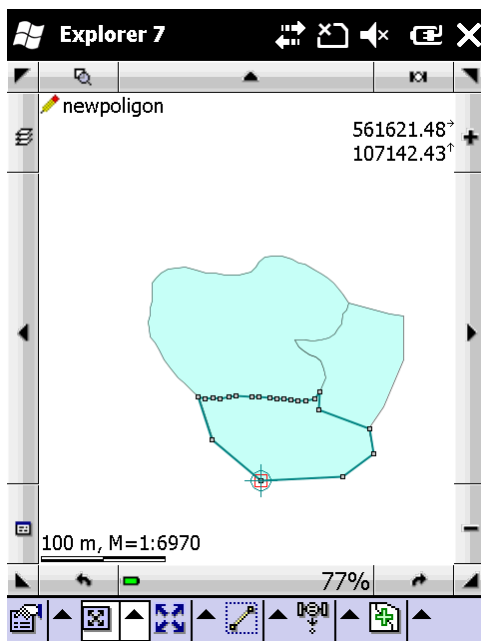 Explorer 7
newpoligon
561621.48
107142.43
100 m, M=1:6970
77%